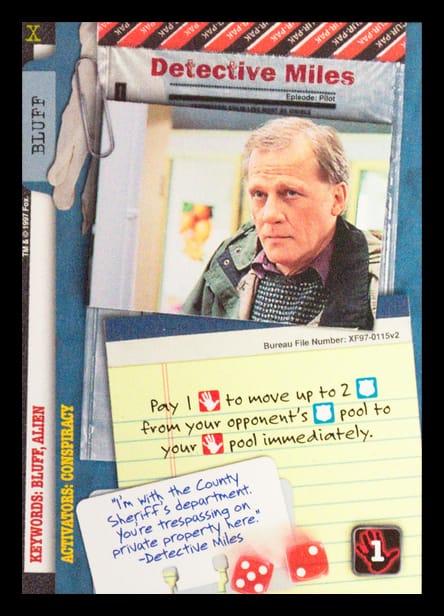 X
BLUFF
Detective Miles
Episode: Pilot
TM & © 1997 Fox.
Bureau File Number: XF97-0115v2
Pay 1 to move up to 2
from your opponent's pool to
your pool immediately.
KEYWORDS: BLUFF, ALIEN
ACTIVATORS: CONSPIRACY
"I'm with the County
Sheriff's department.
You're trespassing on
private property here."
-Detective Miles
1